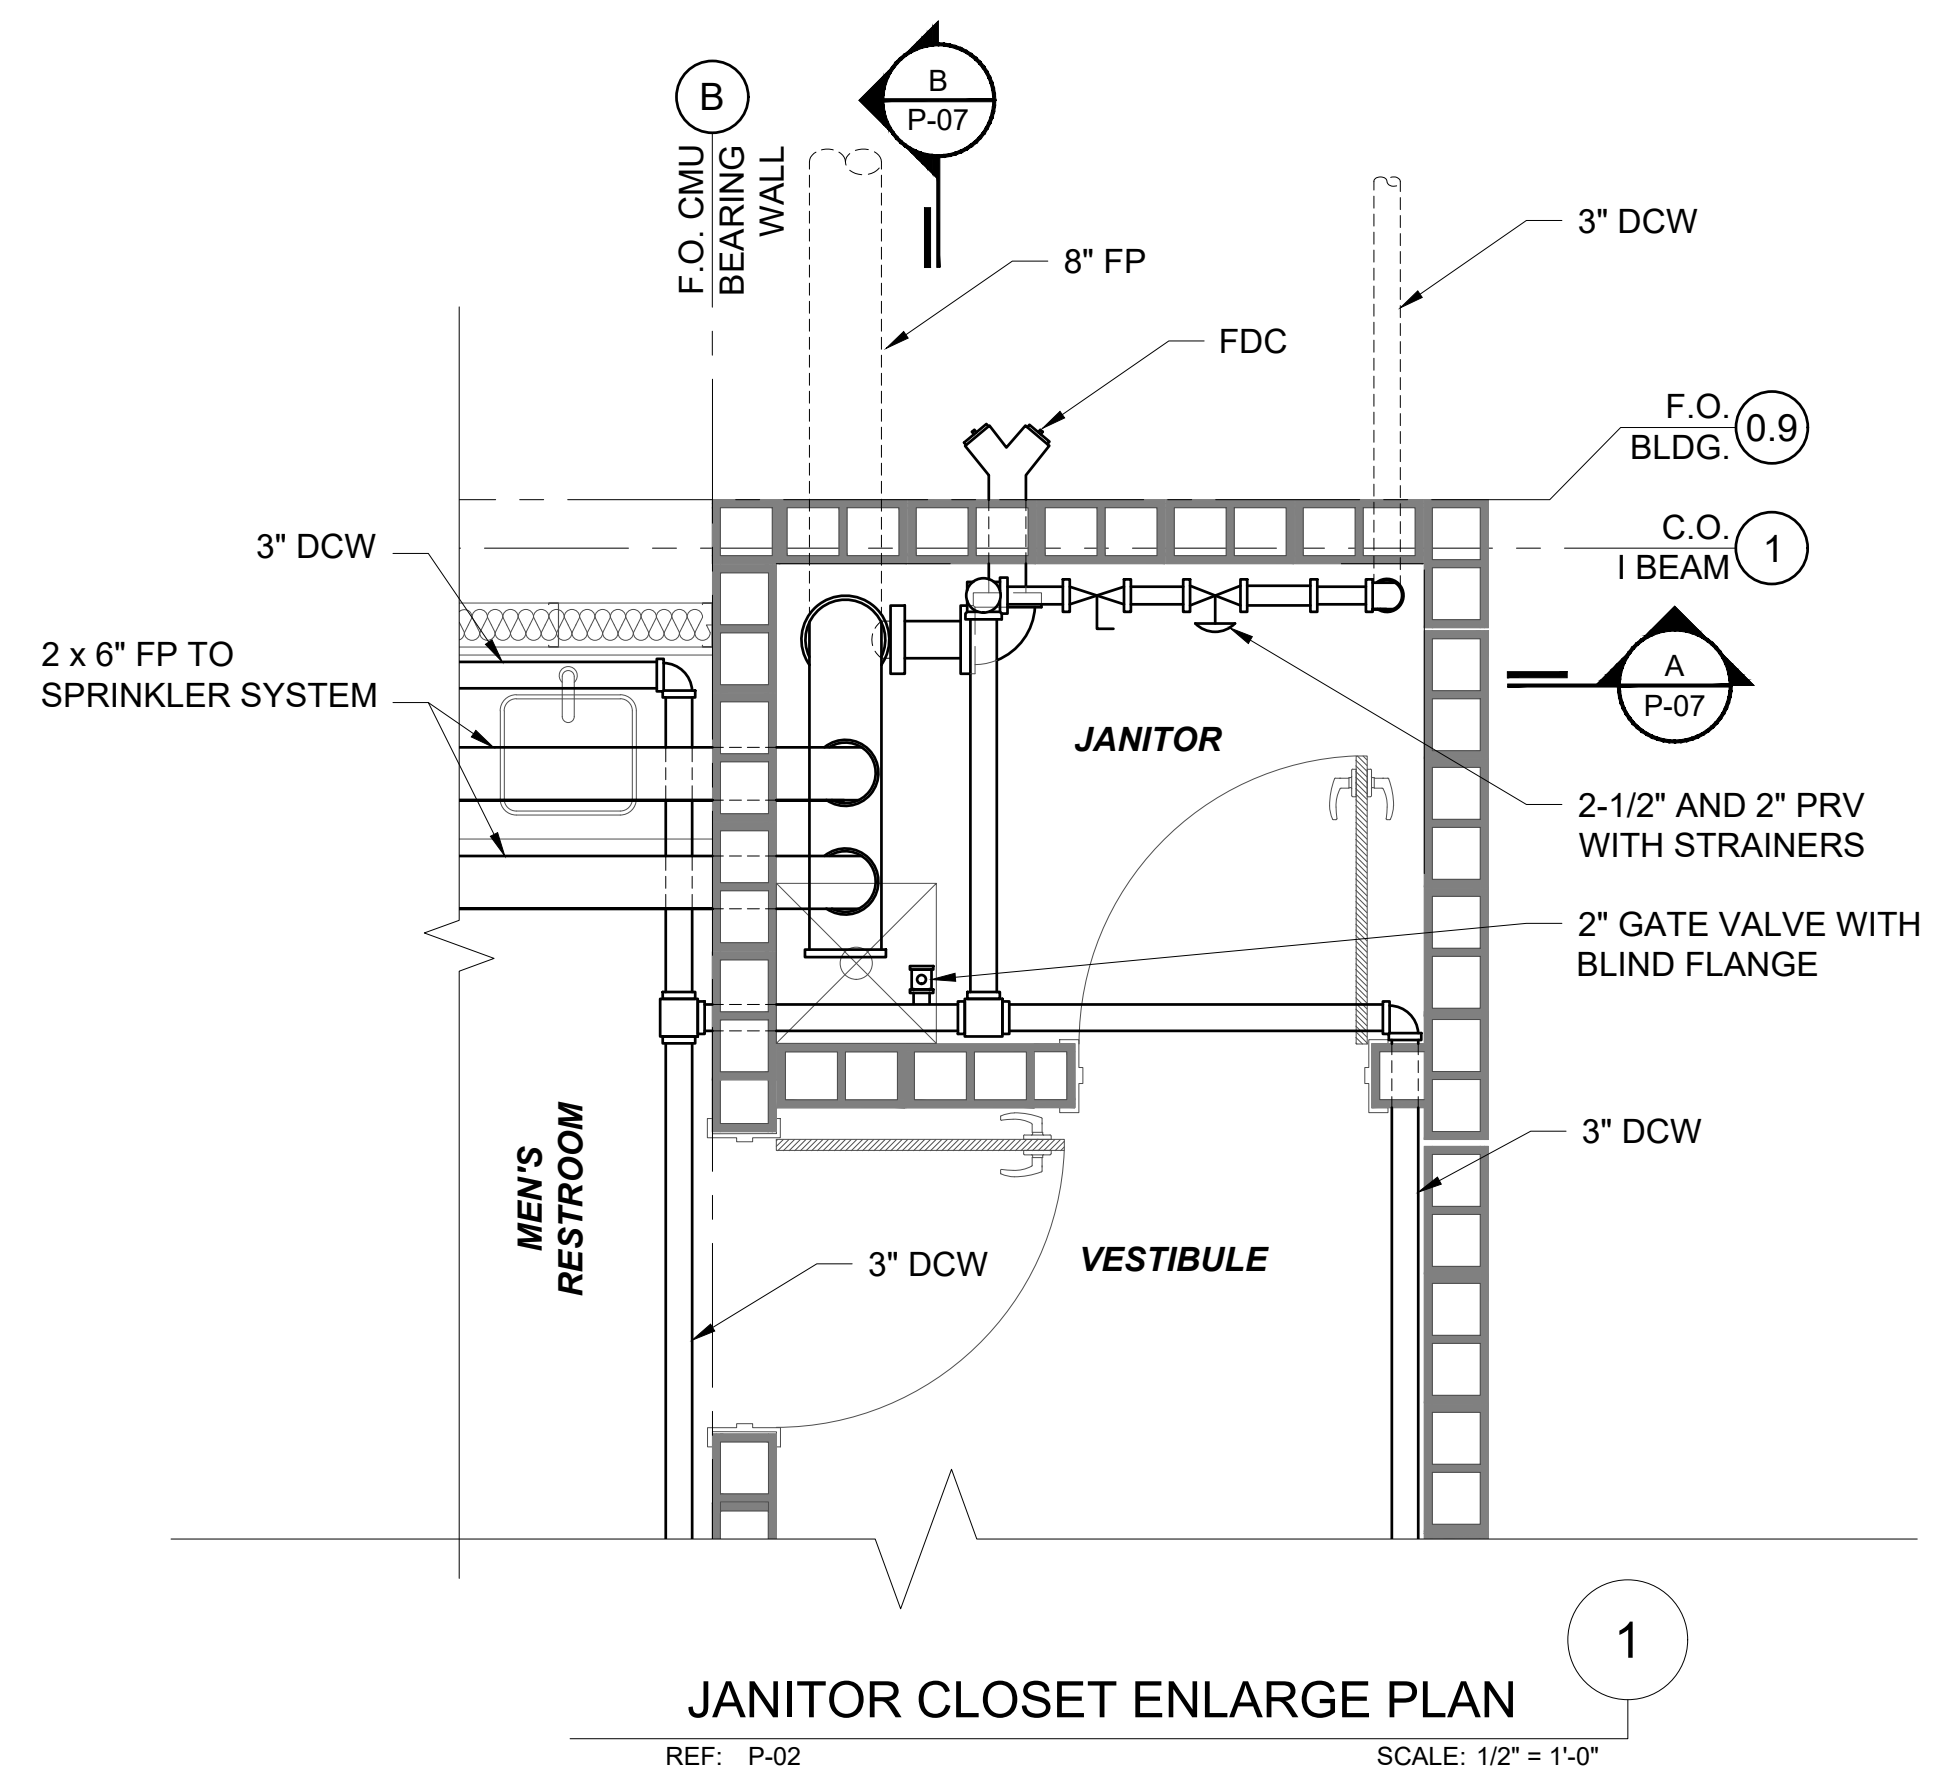 B
B
P-07
F.O. CMU
BEARING
WALL
3" DCW
8" FP
FDC
F.O.
BLDG.
0.9
C.O.
I BEAM
1
3" DCW
2 x 6" FP TO
SPRINKLER SYSTEM
A
P-07
JANITOR
2-1/2" AND 2" PRV
WITH STRAINERS
2" GATE VALVE WITH
BLIND FLANGE
MEN'S
RESTROOM
3" DCW
3" DCW
VESTIBULE
1
JANITOR CLOSET ENLARGE PLAN
REF: P-02
SCALE: 1/2" = 1'-0"